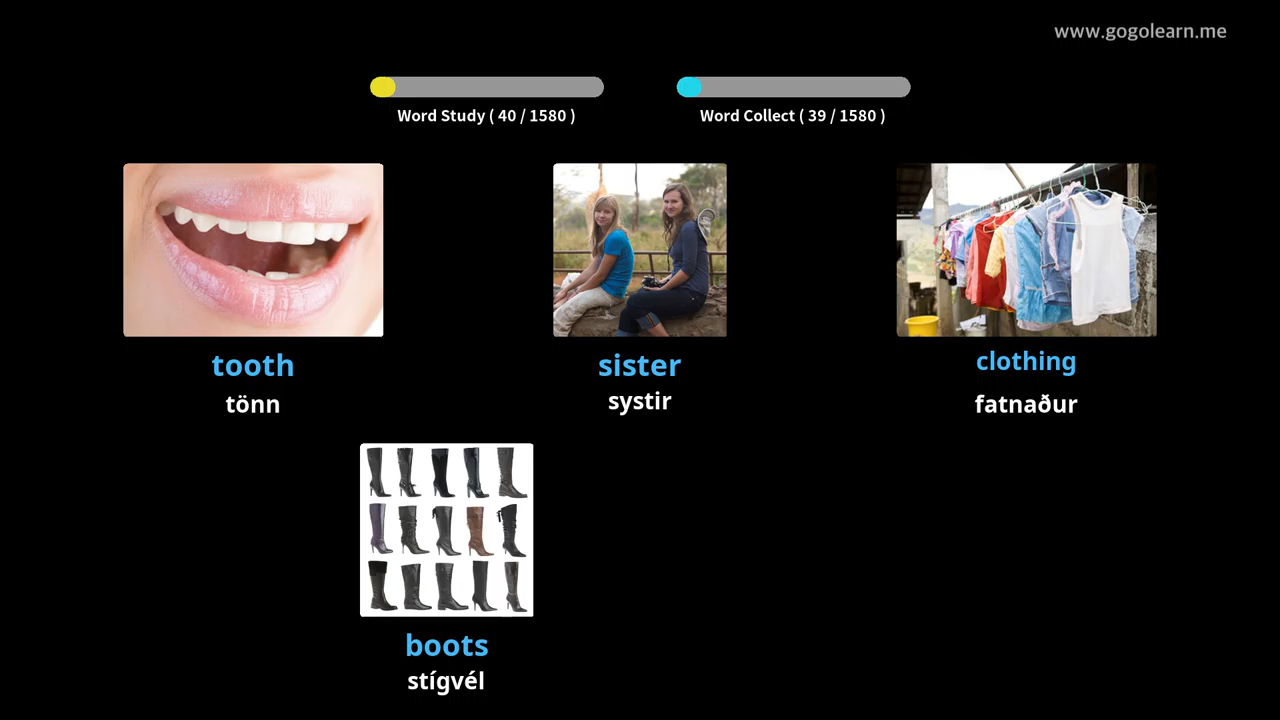 www.gogolearn.me
Word Study ( 40 / 1580 )
Word Collect ( 39 / 1580 )
tooth
tönn
sister
systir
clothing
fatnaður
boots
stígvél